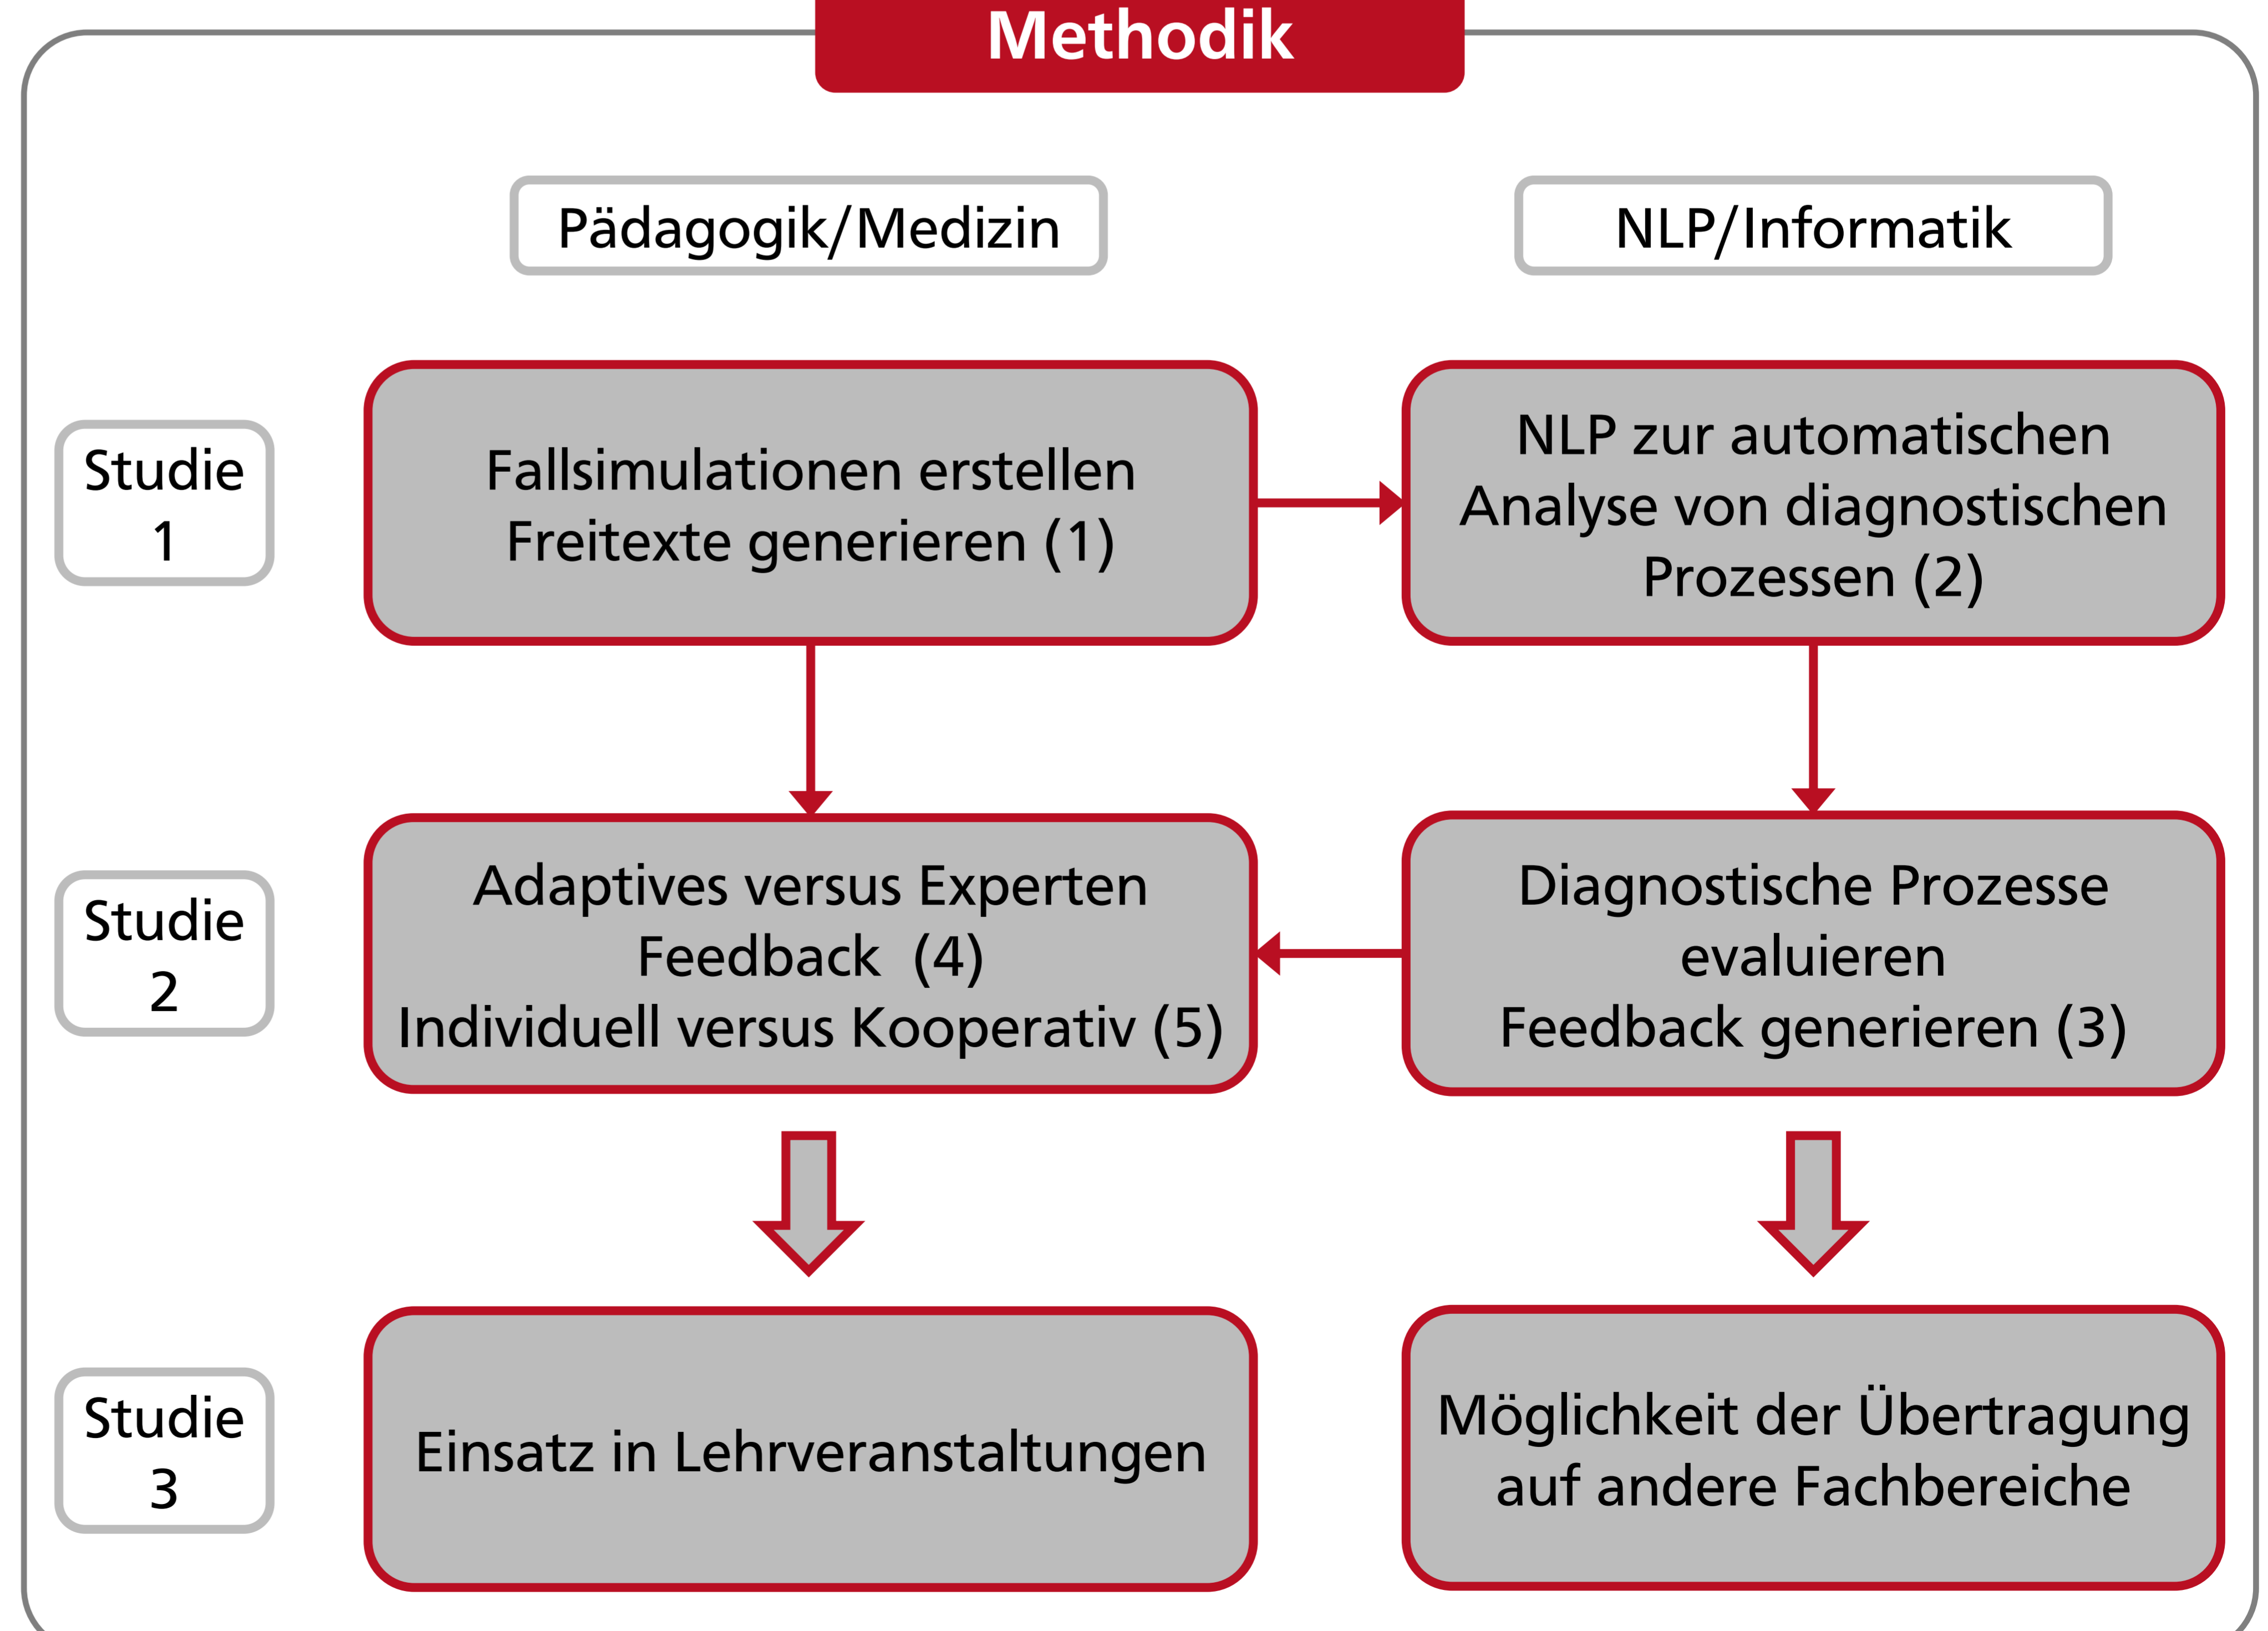 Methodik
Pädagogik/Medizin
NLP/Informatik
Studie
1
Fallsimulationen erstellen
Freitexte generieren (1)
NLP zur automatischen
Analyse von diagnostischen
Prozessen (2)
Studie
2
Adaptives versus Experten
Feedback (4)
Individuell versus Kooperativ (5)
Diagnostische Prozesse
evaluieren
Feedback generieren (3)
Studie
3
Einsatz in Lehrveranstaltungen
Möglichkeit der Übertragung
auf andere Fachbereiche